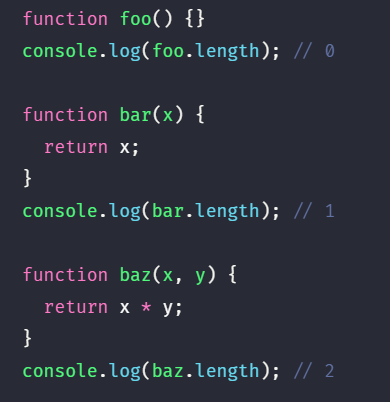 function foo() {}
console.log(foo.length); // 0
function bar(x) {
  return x;
}
console.log(bar.length); // 1
function baz(x, y) {
  return x * y;
}
console.log(baz.length); // 2